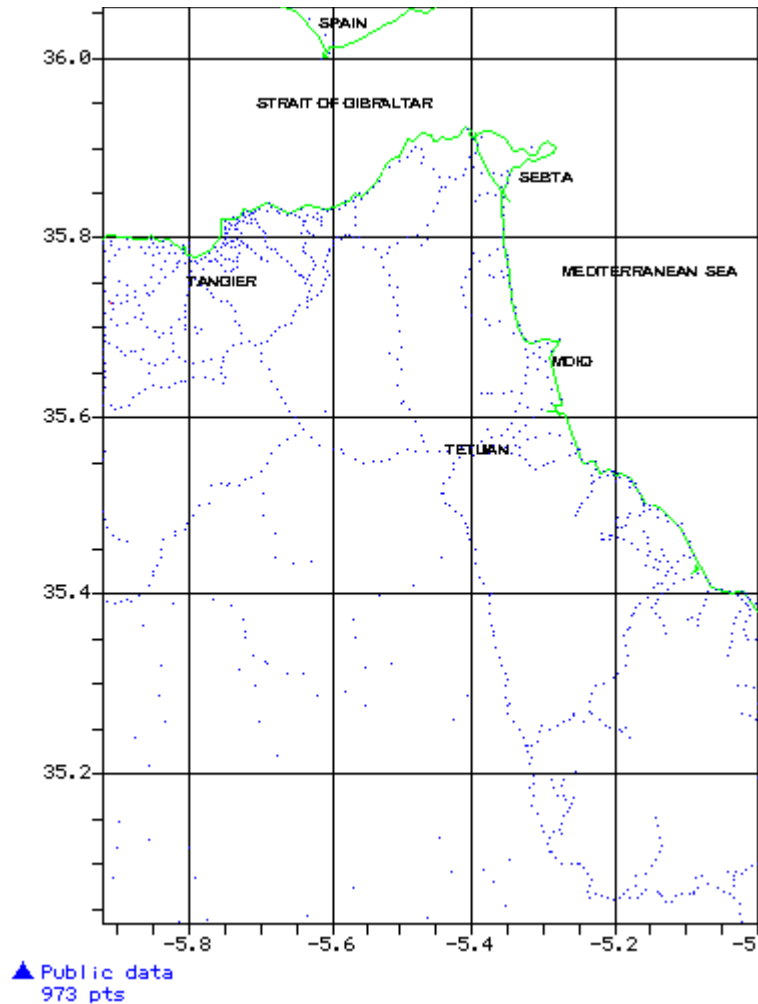 SPAIN
36.0
STRAIT OF GIBRALTAR
SEBTA
35.8
MEDITERRANEAN SEA
TANGIER
MDIQ
35.6
TETUAN
35.4
35.2
-5.8 -5.6 -5.4 -5.2 -5
Public data
973 pts